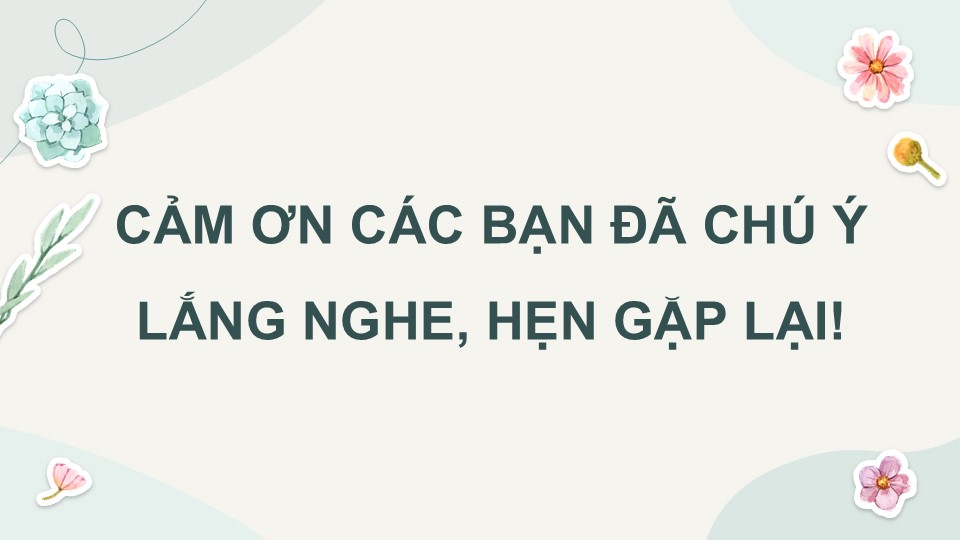 CẢM ƠN CÁC BẠN ĐÃ CHÚ Ý
LẮNG NGHE, HẸN GẶP LẠI!